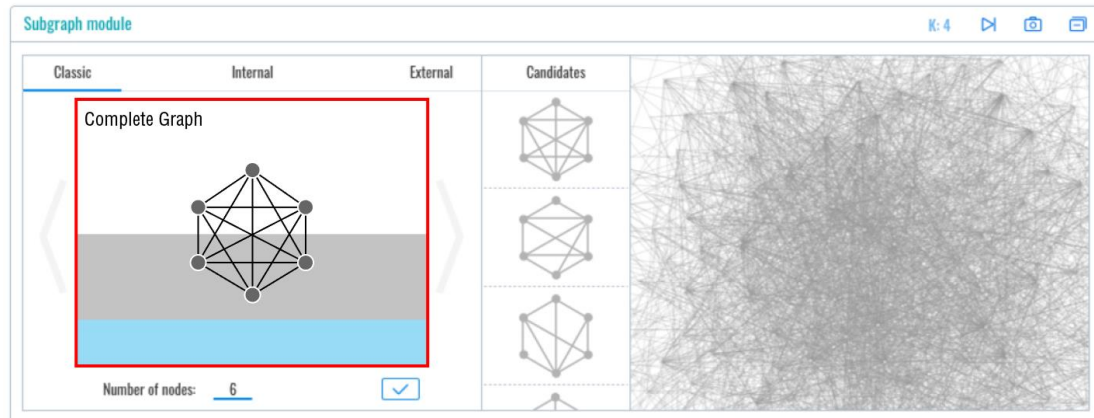 Subgraph module
K: 4
Classic
Internal
External
Candidates
Complete Graph
Number of nodes: 6